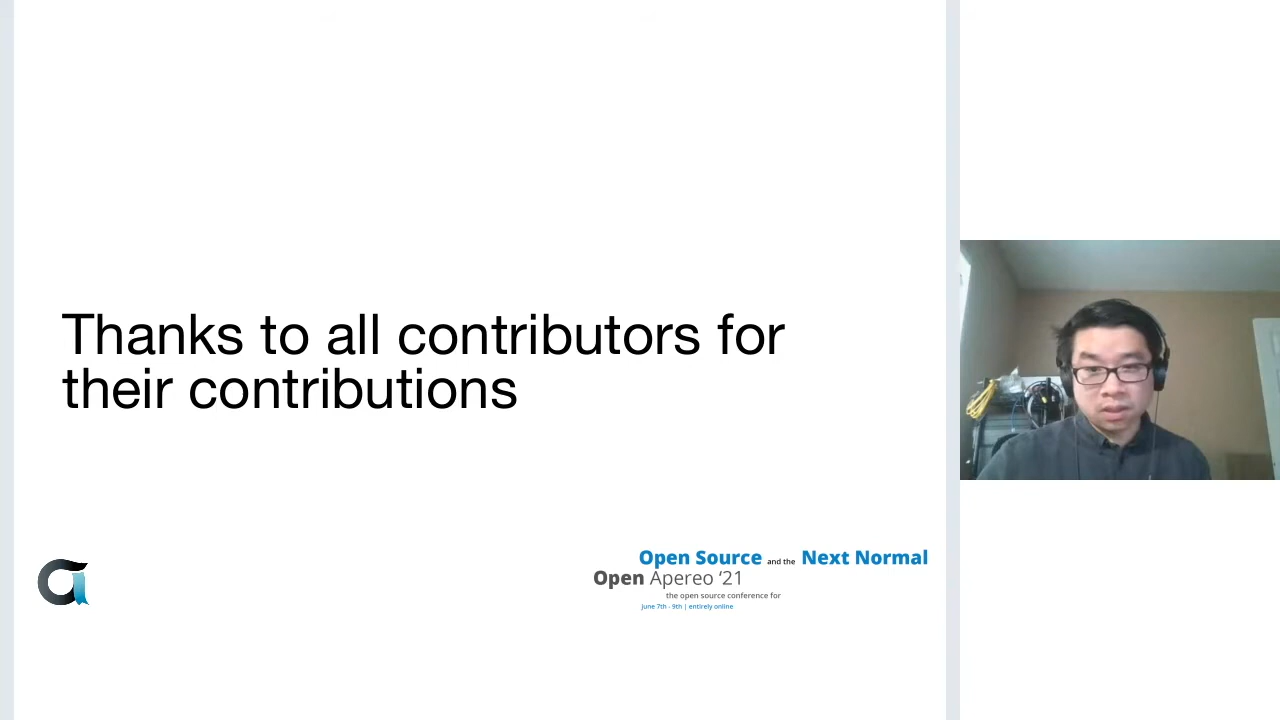 Thanks to all contributors for
their contributions
Open Source and the Next Normal
Open Apereo ‘21
the open source conference for
June 7th - 9th | entirely online